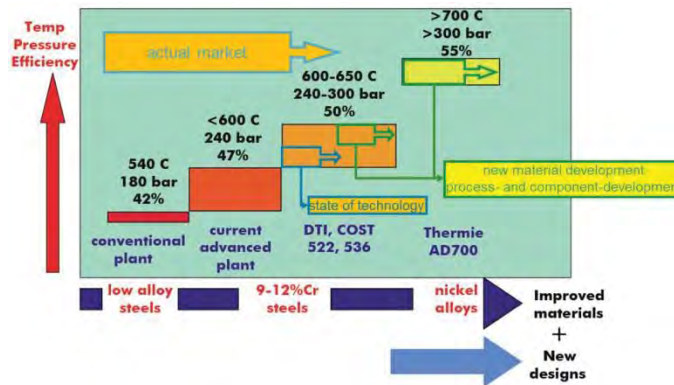 Temp
Pressure
Efficiency
actual market
>700 C
>300 bar
55%
600-650 C
240-300 bar
50%
<600 C
240 bar
47%
540 C
180 bar
42%
new material development
process- and component-development
state of technology
conventional
plant
current
advanced
plant
DTI, COST
522, 536
Thermie
AD700
low alloy
steels
9-12%Cr
steels
nickel
alloys
Improved
materials
+
New
designs